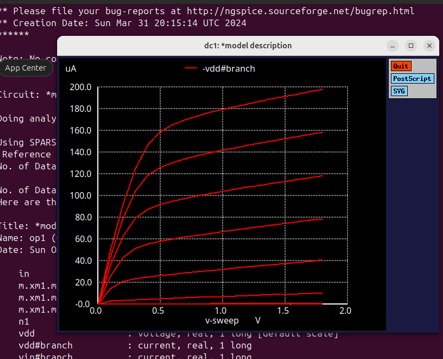 ** Please file your bug-reports at http://ngspice.sourceforge.net/bugrep.html
** Creation Date: Sun Mar 31 20:15:14 UTC 2024
******
dc1: *model description
Note: No co
App Center
uA
-vdd#branch
Quit
PostScript
SVG
200.0
180.0
160.0
140.0
120.0
100.0
80.0
60.0
40.0
20.0
-0.0
0.0 0.5 1.0 1.5 2.0
v-sweep V
Circuit: *m
Doing analy
Using SPARS
Reference
No. of Data
No. of Data
Here are th
Title: *mod
Name: op1 (
Date: Sun O
in
m.xm1.m
m.xm1.m
m.xm1.m
n1
vdd : voltage, real, 1 long [default scale]
vdd#branch : current, real, 1 long
vin#branch : current, real, 1 long